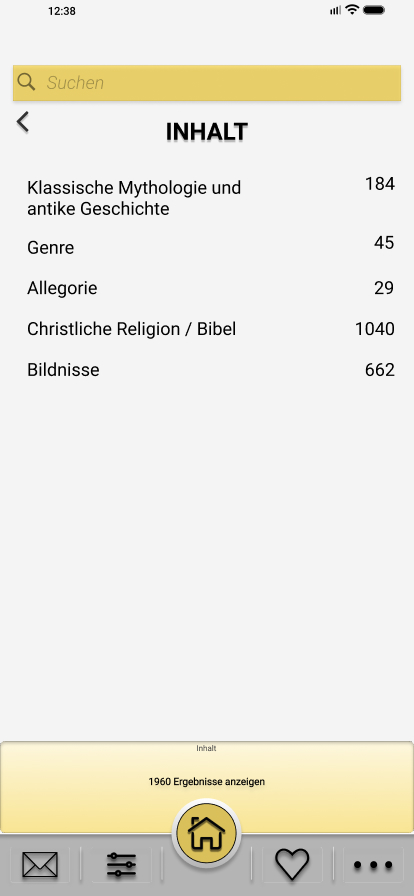 12:38
Suchen
INHALT
Klassische Mythologie und 184
antike Geschichte
Genre 45
Allegorie 29
Christliche Religion / Bibel 1040
Bildnisse 662
Inhalt
1960 Ergebnisse anzeigen